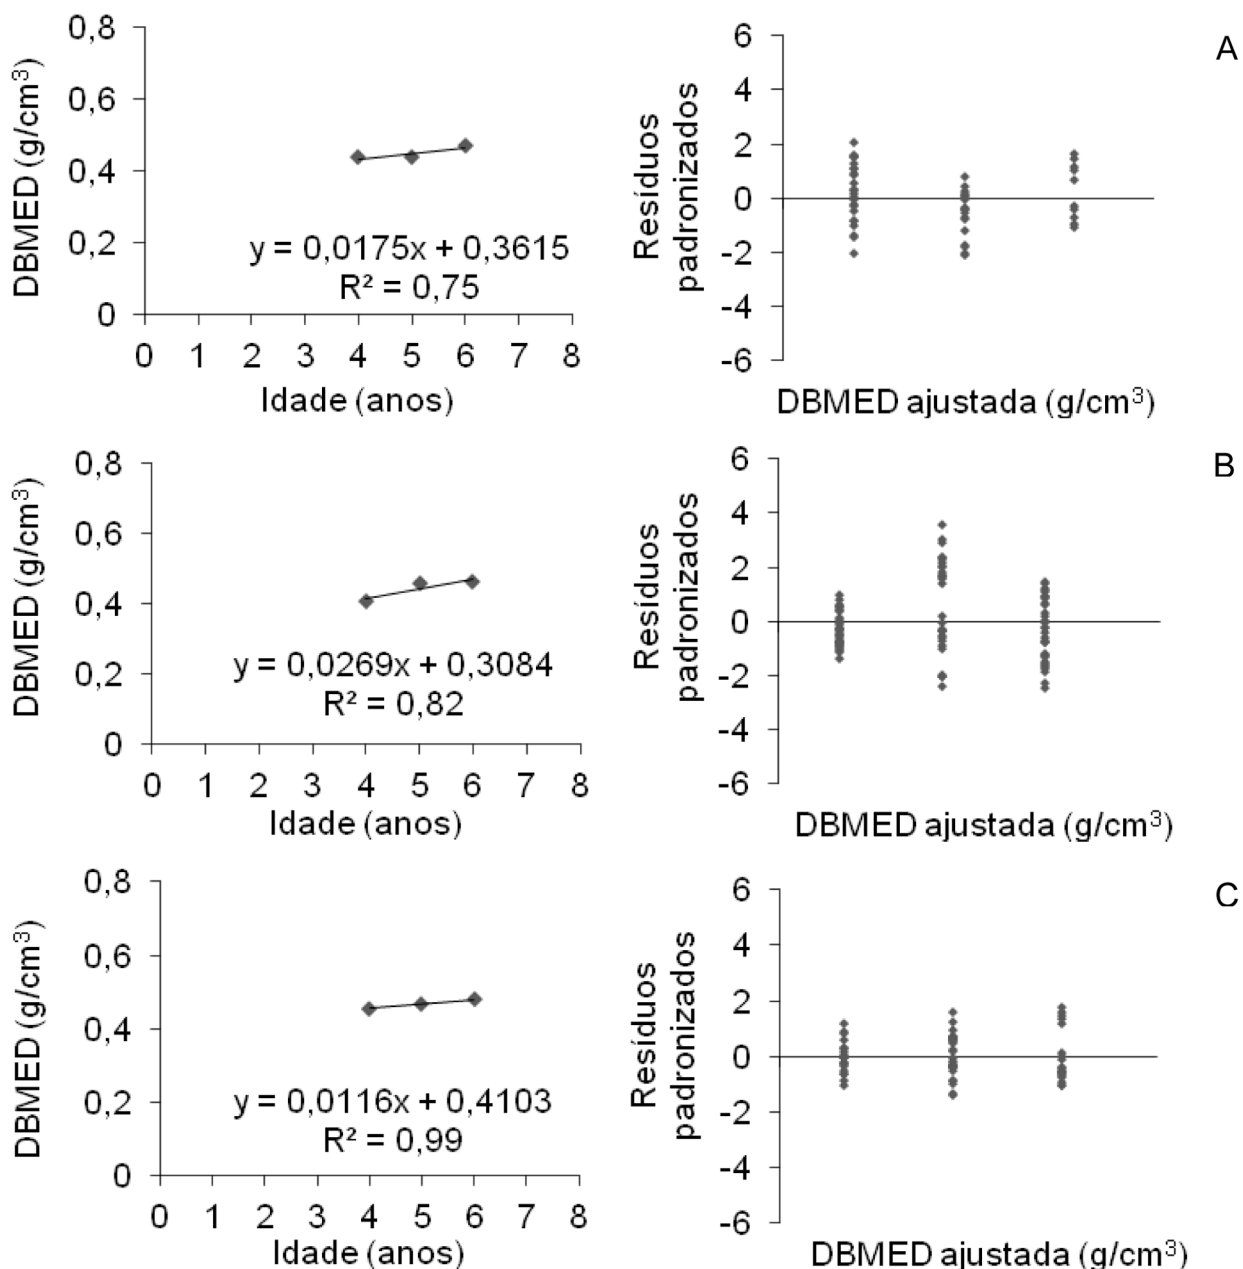 0,8
0,6
0,4
0,2
0
DBMED (g/cm³)
y = 0,0175x + 0,3615
R² = 0,75
0 1 2 3 4 5 6 7 8
Idade (anos)
6
4
2
0
-2
-4
-6
Resíduos
padronizados
DBMED ajustada (g/cm³)
A
0,8
0,6
0,4
0,2
0
DBMED (g/cm³)
y = 0,0269x + 0,3084
R² = 0,82
0 1 2 3 4 5 6 7 8
Idade (anos)
6
4
2
0
-2
-4
-6
Resíduos
padronizados
DBMED ajustada (g/cm³)
B
0,8
0,6
0,4
0,2
0
DBMED (g/cm³)
y = 0,0116x + 0,4103
R² = 0,99
0 1 2 3 4 5 6 7 8
Idade (anos)
6
4
2
0
-2
-4
-6
Resíduos
padronizados
DBMED ajustada (g/cm³)
C